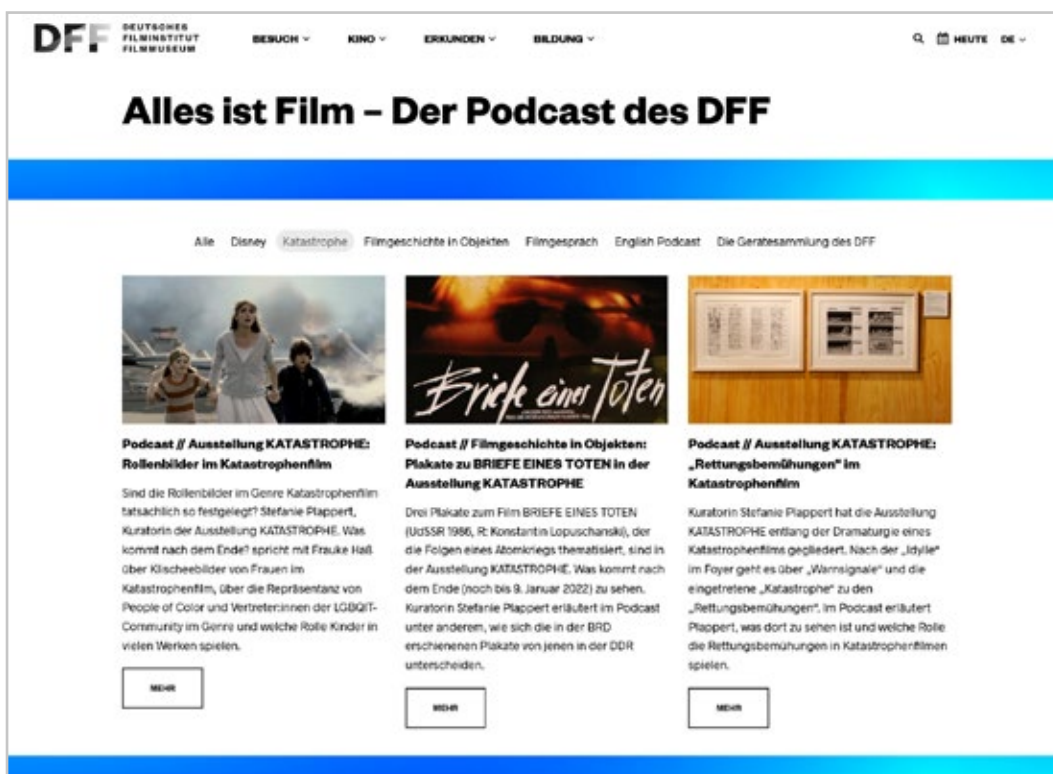 DFF DEUTSCHES
FILMINSTITUT
FILMMUSEUM
BESUCH KINO ERKUNDEN BILDUNG
HEUTE DE
Alles ist Film – Der Podcast des DFF
Alle Disney Katastrophe Filmgeschichte in Objekten Filmgespräch English Podcast Die Gerätesammlung des DFF
Briefe eines Toten
Podcast // Ausstellung KATASTROPHE:
Rollenbilder im Katastrophenfilm
Sind die Rollenbilder im Genre Katastrophenfilm
tatsächlich so festgelegt? Stefanie Plappert,
Kuratorin der Ausstellung KATASTROPHE. Was
kommt nach dem Ende? spricht mit Frauke Haß
über Klischeebilder von Frauen im
Katastrophenfilm, über die Repräsentanz von
People of Color und Vertreter:innen der LGBQIT-
Community im Genre und welche Rolle Kinder in
vielen Werken spielen.
MEHR
Podcast // Filmgeschichte in Objekten:
Plakate zu BRIEFE EINES TOTEN in der
Ausstellung KATASTROPHE
Drei Plakate zum Film BRIEFE EINES TOTEN
(UdSSR 1986, R: Konstantin Lopuschanski), der
die Folgen eines Atomkriegs thematisiert, sind in
der Ausstellung KATASTROPHE. Was kommt nach
dem Ende (noch bis 9. Januar 2022) zu sehen.
Kuratorin Stefanie Plappert erläutert im Podcast
unter anderem, wie sich die in der BRD
erschienenen Plakate von jenen in der DDR
unterscheiden.
MEHR
Podcast // Ausstellung KATASTROPHE:
„Rettungsbemühungen" im
Katastrophenfilm
Kuratorin Stefanie Plappert hat die Ausstellung
KATASTROPHE entlang der Dramaturgie eines
Katastrophenfilms gegliedert. Nach der „Idylle"
im Foyer geht es über „Warnsignale" und die
eingetretene „Katastrophe" zu den
„Rettungsbemühungen". Im Podcast erläutert
Plappert, was dort zu sehen ist und welche Rolle
die Rettungsbemühungen in Katastrophenfilmen
spielen.
MEHR